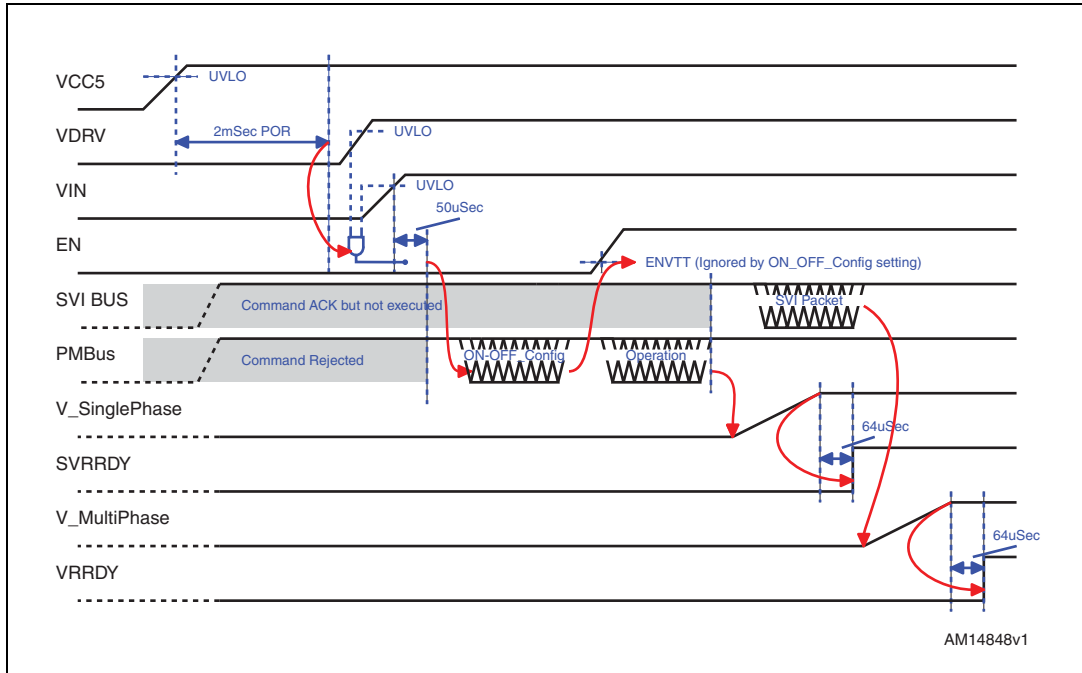 VCC5
UVLO
2mSec POR
VDRV
UVLO
VIN
UVLO
50uSec
EN
ENVTT (Ignored by ON_OFF_Config setting)
SVI BUS
Command ACK but not executed
SVI Packet
PMBus
Command Rejected
ON-OFF_Config
Operation
V_SinglePhase
64uSec
SVRRDY
V_MultiPhase
64uSec
VRRDY
AM14848v1